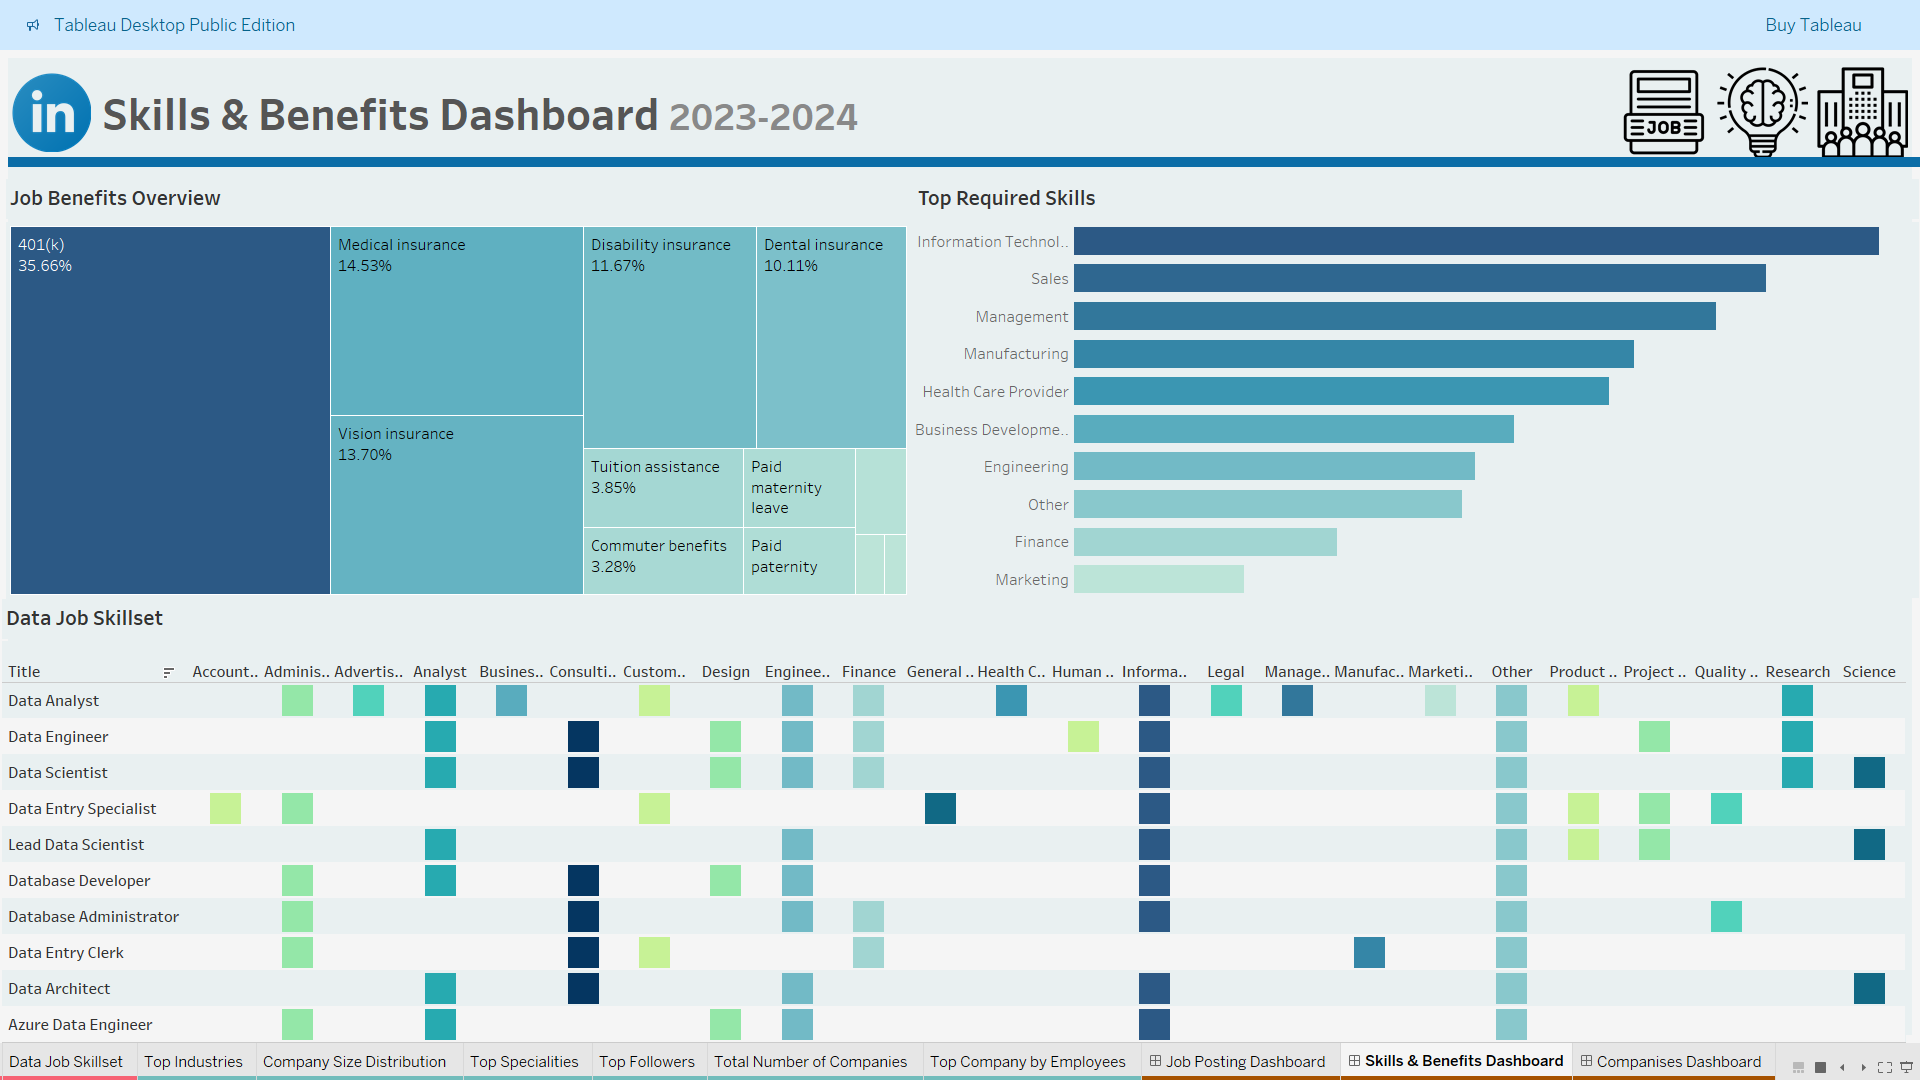 Tableau Desktop Public Edition
Buy Tableau
in Skills & Benefits Dashboard 2023-2024
JOB
Job Benefits Overview
401(k)
35.66%
Medical insurance
14.53%
Vision insurance
13.70%
Disability insurance
11.67%
Dental insurance
10.11%
Tuition assistance
3.85%
Commuter benefits
3.28%
Paid
maternity
leave
Paid
paternity
Top Required Skills
Information Technol..
Sales
Management
Manufacturing
Health Care Provider
Business Developme..
Engineering
Other
Finance
Marketing
Data Job Skillset
Title Account.. Adminis.. Advertis.. Analyst Busines.. Consulti.. Custom.. Design Enginee.. Finance General .. Health C.. Human .. Informa.. Legal Manage.. Manufac.. Marketi.. Other Product .. Project .. Quality .. Research Science
Data Analyst
Data Engineer
Data Scientist
Data Entry Specialist
Lead Data Scientist
Database Developer
Database Administrator
Data Entry Clerk
Data Architect
Azure Data Engineer
Data Job Skillset Top Industries Company Size Distribution Top Specialities Top Followers Total Number of Companies Top Company by Employees Job Posting Dashboard Skills & Benefits Dashboard Companises Dashboard